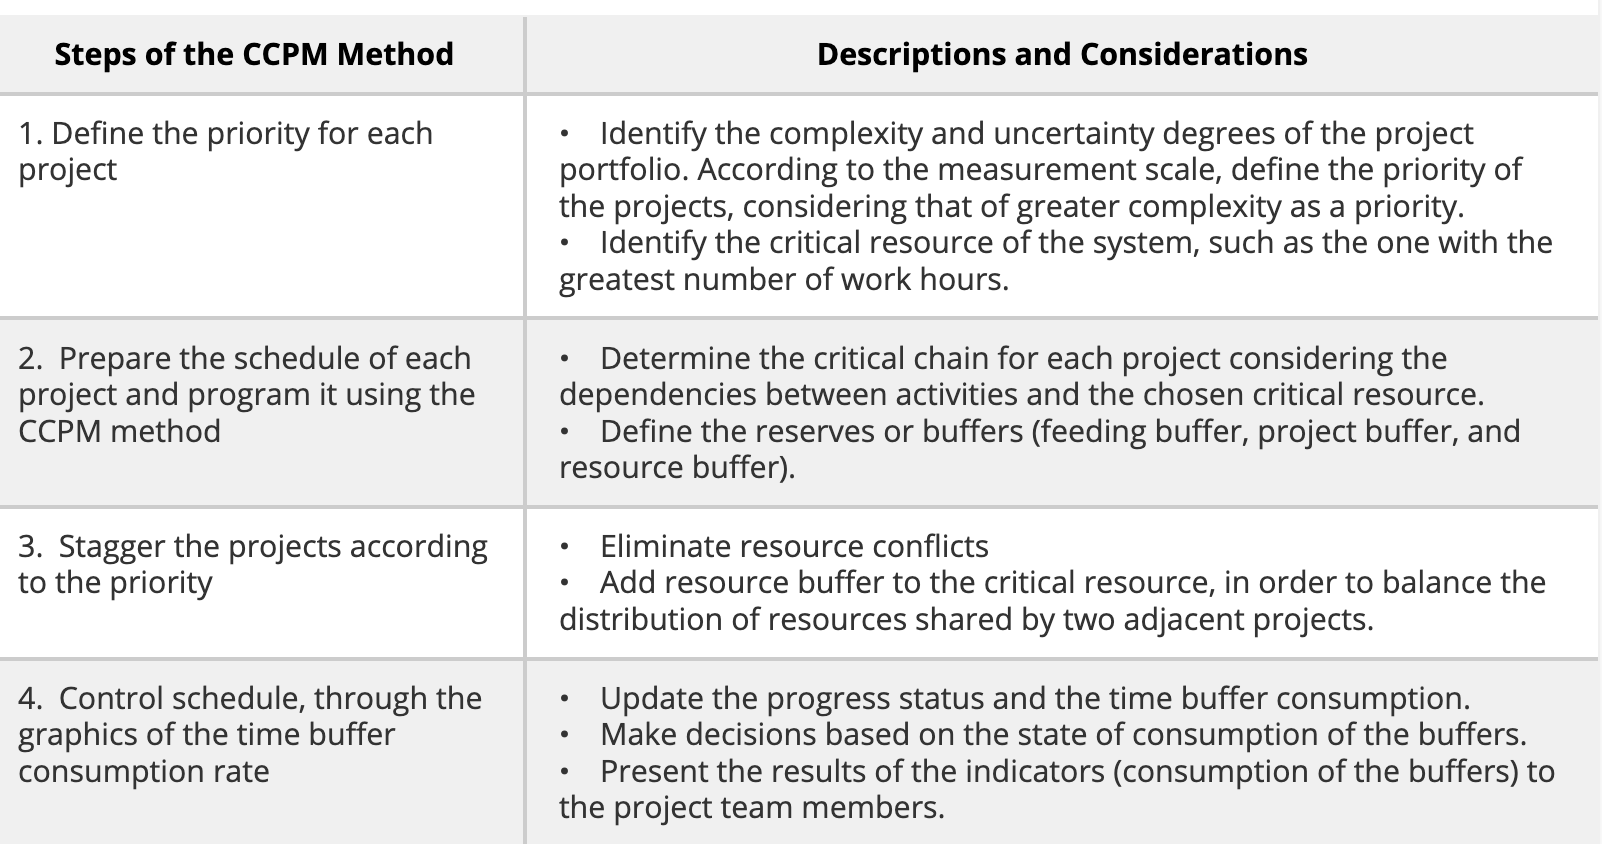 Steps of the CCPM Method
Descriptions and Considerations
1. Define the priority for each
project
• Identify the complexity and uncertainty degrees of the project
portfolio. According to the measurement scale, define the priority of
the projects, considering that of greater complexity as a priority.
• Identify the critical resource of the system, such as the one with the
greatest number of work hours.
2. Prepare the schedule of each
project and program it using the
CCPM method
• Determine the critical chain for each project considering the
dependencies between activities and the chosen critical resource.
• Define the reserves or buffers (feeding buffer, project buffer, and
resource buffer).
3. Stagger the projects according
to the priority
• Eliminate resource conflicts
• Add resource buffer to the critical resource, in order to balance the
distribution of resources shared by two adjacent projects.
4. Control schedule, through the
graphics of the time buffer
consumption rate
• Update the progress status and the time buffer consumption.
• Make decisions based on the state of consumption of the buffers.
• Present the results of the indicators (consumption of the buffers) to
the project team members.